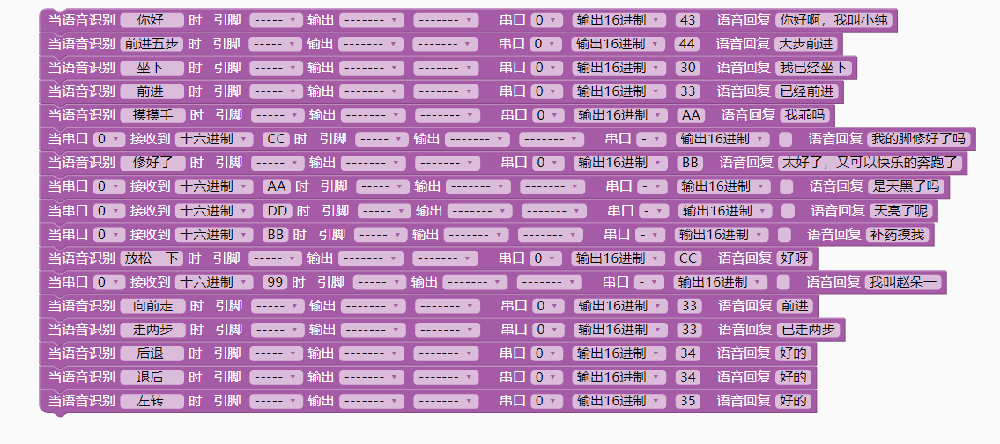 当语音识别 你好 时 引脚 ----- 输出 ------- ------- 串口 0 输出16进制 43 语音回复 你好啊，我叫小纯
当语音识别 前进五步 时 引脚 ----- 输出 ------- ------- 串口 0 输出16进制 44 语音回复 大步前进
当语音识别 坐下 时 引脚 ----- 输出 ------- ------- 串口 0 输出16进制 30 语音回复 我已经坐下
当语音识别 前进 时 引脚 ----- 输出 ------- ------- 串口 0 输出16进制 33 语音回复 已经前进
当语音识别 摸摸手 时 引脚 ----- 输出 ------- ------- 串口 0 输出16进制 AA 语音回复 我乖吗
当串口 0 接收到 十六进制 CC 时 引脚 ----- 输出 ------- ------- 串口 - 输出16进制 语音回复 我的脚修好了吗
当语音识别 修好了 时 引脚 ----- 输出 ------- ------- 串口 0 输出16进制 BB 语音回复 太好了，又可以快乐的奔跑了
当串口 0 接收到 十六进制 AA 时 引脚 ----- 输出 ------- ------- 串口 - 输出16进制 语音回复 是天黑了吗
当串口 0 接收到 十六进制 DD 时 引脚 ----- 输出 ------- ------- 串口 - 输出16进制 语音回复 天亮了呢
当串口 0 接收到 十六进制 BB 时 引脚 ----- 输出 ------- ------- 串口 - 输出16进制 语音回复 补药摸我
当语音识别 放松一下 时 引脚 ----- 输出 ------- ------- 串口 0 输出16进制 CC 语音回复 好呀
当串口 0 接收到 十六进制 99 时 引脚 ----- 输出 ------- ------- 串口 - 输出16进制 语音回复 我叫赵朵一
当语音识别 向前走 时 引脚 ----- 输出 ------- ------- 串口 0 输出16进制 33 语音回复 前进
当语音识别 走两步 时 引脚 ----- 输出 ------- ------- 串口 0 输出16进制 33 语音回复 已走两步
当语音识别 后退 时 引脚 ----- 输出 ------- ------- 串口 0 输出16进制 34 语音回复 好的
当语音识别 退后 时 引脚 ----- 输出 ------- ------- 串口 0 输出16进制 34 语音回复 好的
当语音识别 左转 时 引脚 ----- 输出 ------- ------- 串口 0 输出16进制 35 语音回复 好的